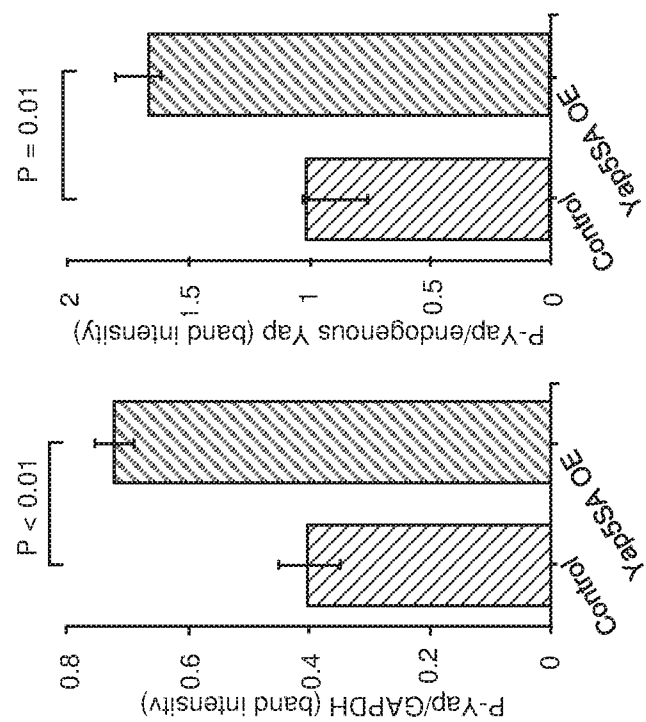 P < 0.01
P-Yap/GAPDH (band intensity)
0.8
0.6
0.4
0.2
0
Control
Yap5SA OE
P = 0.01
P-Yap/endogenous Yap (band intensity)
2
1.5
1
0.5
0
Control
Yap5SA OE